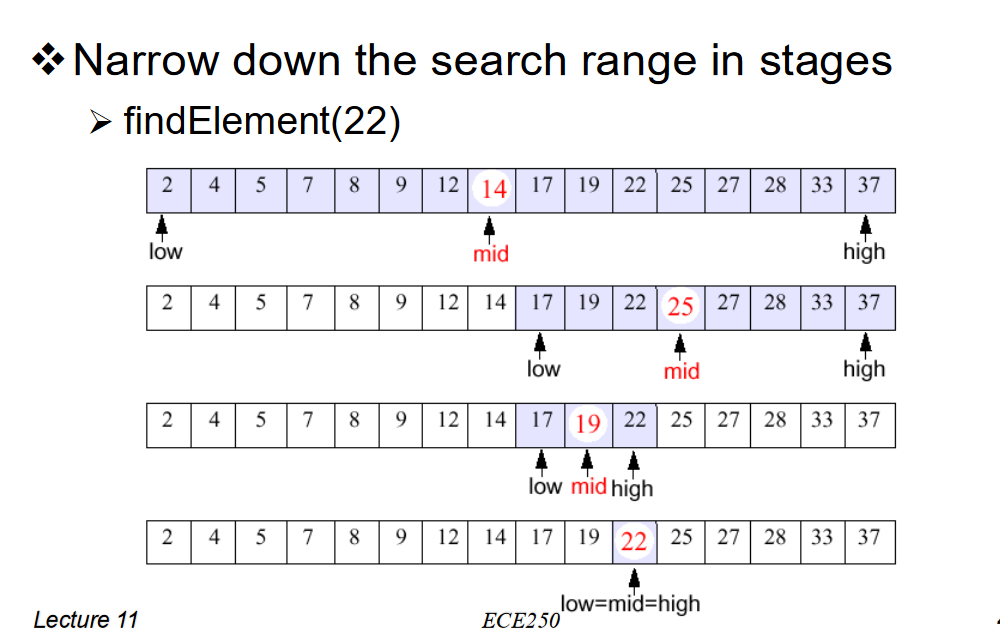 ❖ Narrow down the search range in stages
➢ findElement(22)
2 4 5 7 8 9 12 14 17 19 22 25 27 28 33 37
low mid high
2 4 5 7 8 9 12 14 17 19 22 25 27 28 33 37
low mid high
2 4 5 7 8 9 12 14 17 19 22 25 27 28 33 37
low mid high
2 4 5 7 8 9 12 14 17 19 22 25 27 28 33 37
low=mid=high
Lecture 11 ECE250